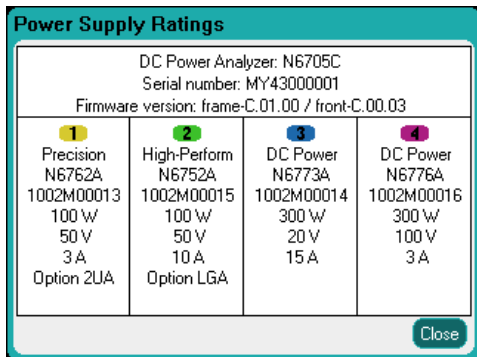 Power Supply Ratings
DC Power Analyzer: N6705C
Serial number: MY43000001
Firmware version: frame-C.01.00 / front-C.00.03
1
Precision
N6762A
1002M00013
100 W
50 V
3 A
Option 2UA
2
High-Perform
N6752A
1002M00015
100 W
50 V
10 A
Option LGA
3
DC Power
N6773A
1002M00014
300 W
20 V
15 A
4
DC Power
N6776A
1002M00016
300 W
100 V
3 A
Close